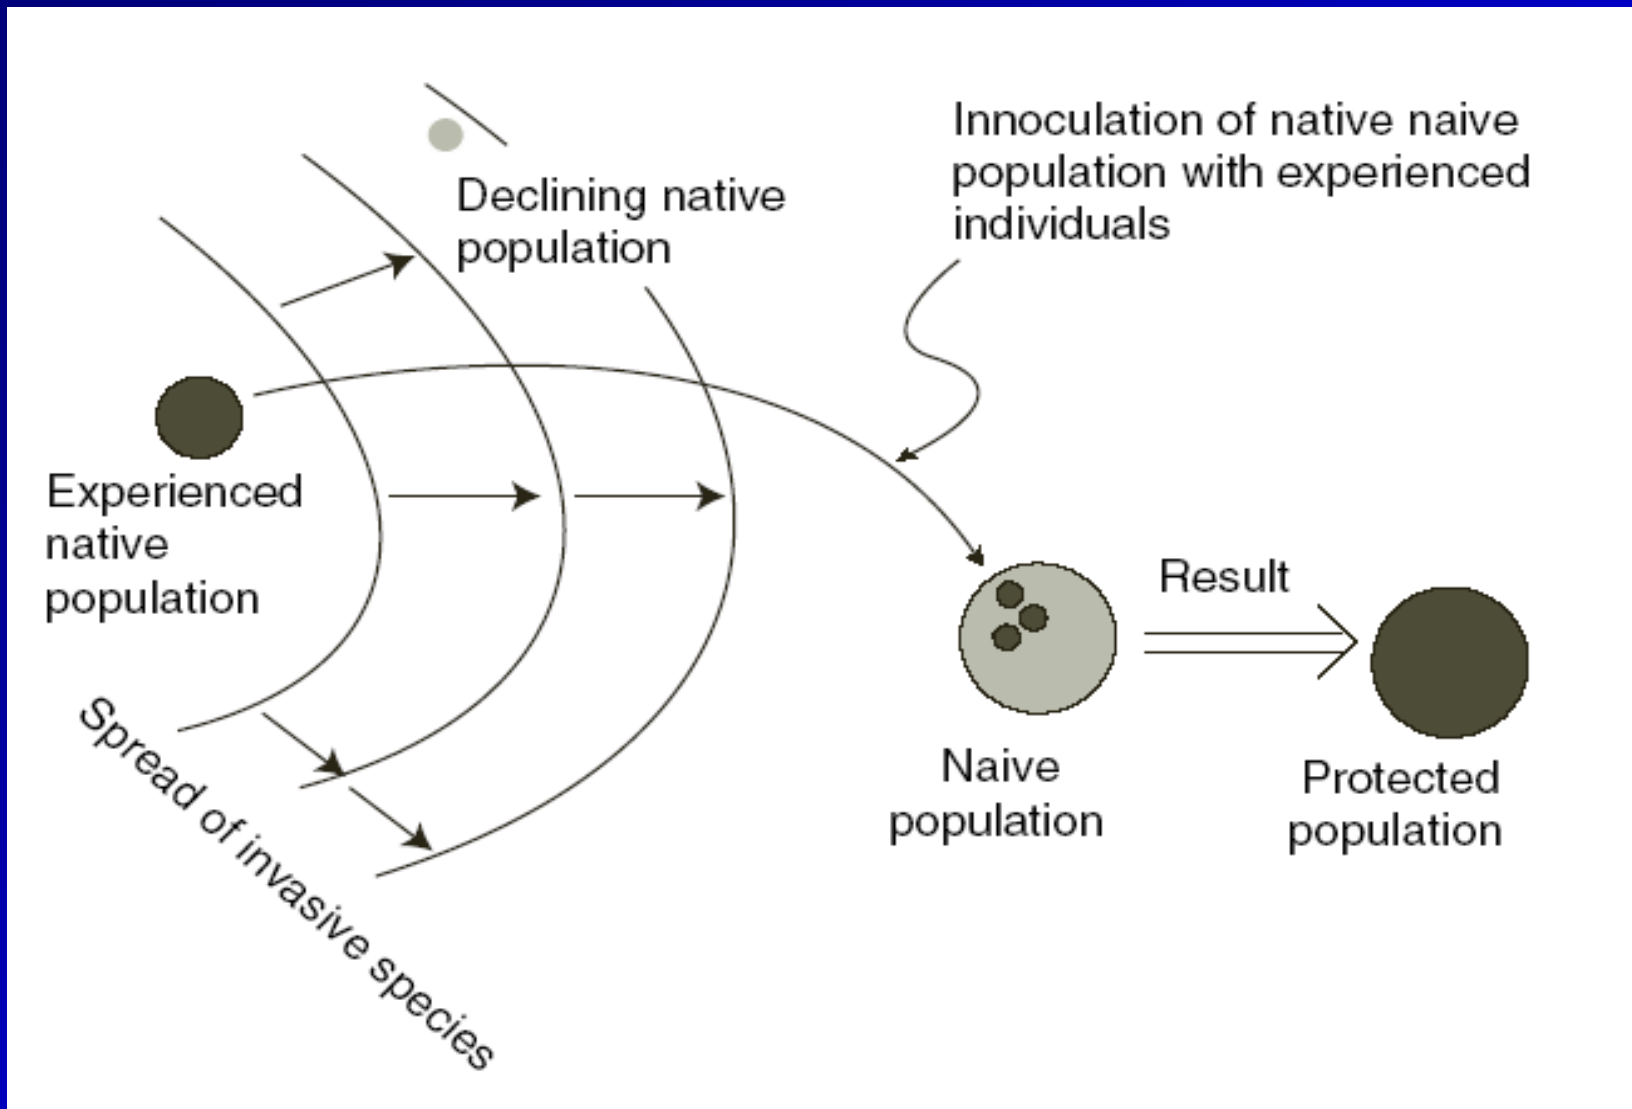 Innoculation of native naive
population with experienced
individuals
Declining native
population
Experienced
native
population
Spread of invasive species
Result
Naive
population
Protected
population